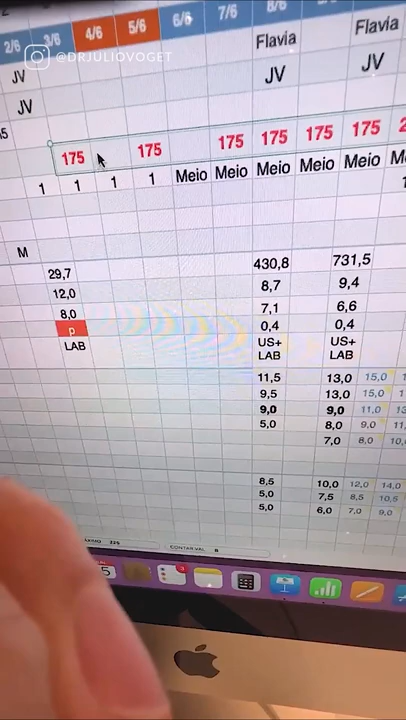 2/6 3/6 4/6 5/6 6/6 7/6 8/6
@DRJULIOVOGET
JV Flavia Flavia
JV JV JV
175 175 175 175 175 175
1 1 1 1 Meio Meio Meio Meio Meio
M
29,7 430,8 731,5
12,0 8,7 9,4
8,0 7,1 6,6
p 0,4 0,4
LAB US+ US+
LAB LAB
11,5 13,0 15,0
9,5 13,0 15,0
9,0 9,0 11,0
5,0 8,0 9,0
7,0 8,0
8,5 10,0 12,0 14,0
5,0 7,5 8,5 10,5
5,0 6,0 7,0 9,0
CONTAR.VAL 8